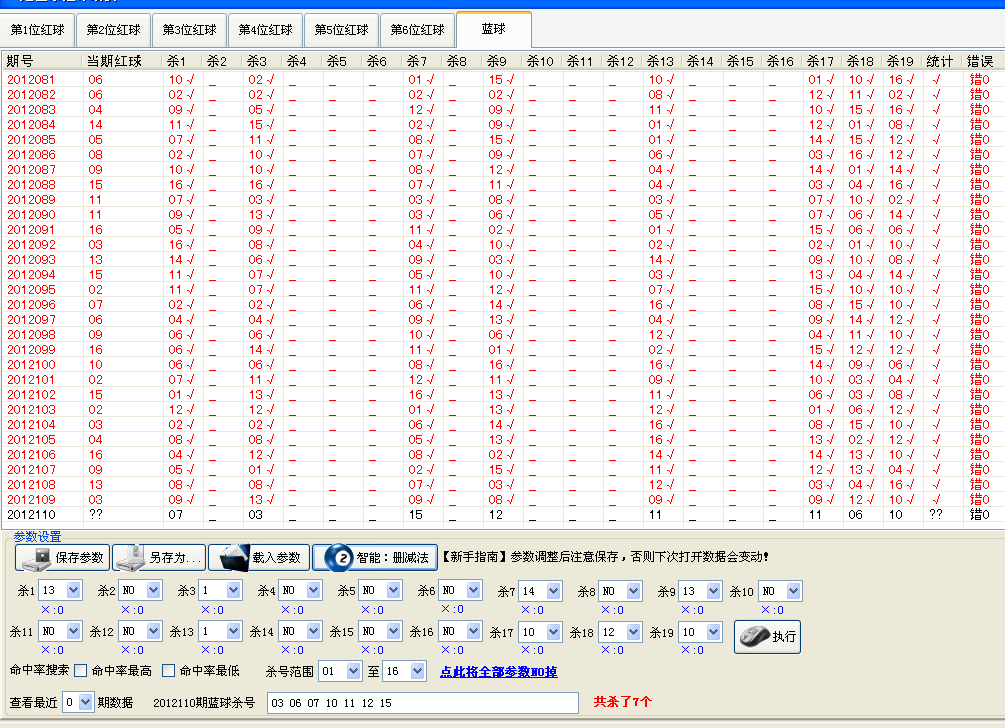 第1位红球 第2位红球 第3位红球 第4位红球 第5位红球 第6位红球 蓝球
期号 当期红球 杀1 杀2 杀3 杀4 杀5 杀6 杀7 杀8 杀9 杀10 杀11 杀12 杀13 杀14 杀15 杀16 杀17 杀18 杀19 统计 错误
2012081 06 10 √ _ 02 √ _ _ _ 01 √ _ 15 √ _ _ _ 10 √ _ _ _ 01 √ 10 √ 16 √ √ 错0
2012082 06 02 √ _ 02 √ _ _ _ 02 √ _ 02 √ _ _ _ 08 √ _ _ _ 12 √ 11 √ 02 √ √ 错0
2012083 04 09 √ _ 05 √ _ _ _ 12 √ _ 09 √ _ _ _ 11 √ _ _ _ 10 √ 15 √ 16 √ √ 错0
2012084 14 11 √ _ 15 √ _ _ _ 02 √ _ 09 √ _ _ _ 01 √ _ _ _ 12 √ 01 √ 08 √ √ 错0
2012085 05 07 √ _ 11 √ _ _ _ 08 √ _ 15 √ _ _ _ 01 √ _ _ _ 14 √ 15 √ 12 √ √ 错0
2012086 08 02 √ _ 10 √ _ _ _ 07 √ _ 09 √ _ _ _ 06 √ _ _ _ 03 √ 16 √ 12 √ √ 错0
2012087 09 10 √ _ 10 √ _ _ _ 08 √ _ 12 √ _ _ _ 04 √ _ _ _ 14 √ 01 √ 14 √ √ 错0
2012088 15 16 √ _ 16 √ _ _ _ 07 √ _ 11 √ _ _ _ 04 √ _ _ _ 03 √ 04 √ 16 √ √ 错0
2012089 11 07 √ _ 03 √ _ _ _ 03 √ _ 08 √ _ _ _ 03 √ _ _ _ 07 √ 10 √ 02 √ √ 错0
2012090 11 09 √ _ 13 √ _ _ _ 03 √ _ 06 √ _ _ _ 05 √ _ _ _ 07 √ 06 √ 14 √ √ 错0
2012091 16 05 √ _ 09 √ _ _ _ 11 √ _ 02 √ _ _ _ 01 √ _ _ _ 15 √ 06 √ 06 √ √ 错0
2012092 03 16 √ _ 08 √ _ _ _ 04 √ _ 10 √ _ _ _ 02 √ _ _ _ 02 √ 01 √ 10 √ √ 错0
2012093 13 14 √ _ 06 √ _ _ _ 09 √ _ 03 √ _ _ _ 14 √ _ _ _ 09 √ 10 √ 08 √ √ 错0
2012094 15 11 √ _ 07 √ _ _ _ 05 √ _ 10 √ _ _ _ 03 √ _ _ _ 13 √ 04 √ 14 √ √ 错0
2012095 02 11 √ _ 07 √ _ _ _ 11 √ _ 12 √ _ _ _ 07 √ _ _ _ 15 √ 10 √ 10 √ √ 错0
2012096 07 02 √ _ 02 √ _ _ _ 06 √ _ 14 √ _ _ _ 16 √ _ _ _ 08 √ 15 √ 10 √ √ 错0
2012097 06 04 √ _ 04 √ _ _ _ 09 √ _ 13 √ _ _ _ 04 √ _ _ _ 09 √ 14 √ 12 √ √ 错0
2012098 09 06 √ _ 06 √ _ _ _ 10 √ _ 06 √ _ _ _ 12 √ _ _ _ 04 √ 11 √ 10 √ √ 错0
2012099 16 06 √ _ 14 √ _ _ _ 11 √ _ 01 √ _ _ _ 02 √ _ _ _ 15 √ 12 √ 12 √ √ 错0
2012100 10 06 √ _ 06 √ _ _ _ 08 √ _ 16 √ _ _ _ 16 √ _ _ _ 14 √ 09 √ 06 √ √ 错0
2012101 02 07 √ _ 11 √ _ _ _ 12 √ _ 11 √ _ _ _ 09 √ _ _ _ 10 √ 03 √ 04 √ √ 错0
2012102 15 01 √ _ 13 √ _ _ _ 16 √ _ 13 √ _ _ _ 11 √ _ _ _ 06 √ 03 √ 08 √ √ 错0
2012103 02 12 √ _ 12 √ _ _ _ 01 √ _ 13 √ _ _ _ 12 √ _ _ _ 01 √ 06 √ 12 √ √ 错0
2012104 03 02 √ _ 02 √ _ _ _ 06 √ _ 14 √ _ _ _ 16 √ _ _ _ 08 √ 15 √ 10 √ √ 错0
2012105 04 08 √ _ 08 √ _ _ _ 05 √ _ 13 √ _ _ _ 16 √ _ _ _ 13 √ 02 √ 12 √ √ 错0
2012106 16 04 √ _ 12 √ _ _ _ 08 √ _ 02 √ _ _ _ 14 √ _ _ _ 14 √ 13 √ 10 √ √ 错0
2012107 09 05 √ _ 01 √ _ _ _ 02 √ _ 15 √ _ _ _ 11 √ _ _ _ 12 √ 13 √ 04 √ √ 错0
2012108 13 08 √ _ 08 √ _ _ _ 07 √ _ 03 √ _ _ _ 12 √ _ _ _ 03 √ 04 √ 16 √ √ 错0
2012109 03 09 √ _ 13 √ _ _ _ 09 √ _ 08 √ _ _ _ 09 √ _ _ _ 09 √ 12 √ 10 √ √ 错0
2012110 ?? 07 _ 03 _ _ _ 15 _ 12 _ _ _ 11 _ _ _ 11 06 10 ?? 错0
参数设置
保存参数 另存为... 载入参数 智能：删减法 【新手指南】参数调整后注意保存，否则下次打开数据会变动！
杀1 13 杀2 NO 杀3 1 杀4 NO 杀5 NO 杀6 NO 杀7 14 杀8 NO 杀9 13 杀10 NO
×:0 ×:0 ×:0 ×:0 ×:0 ×:0 ×:0 ×:0 ×:0 ×:0
杀11 NO 杀12 NO 杀13 1 杀14 NO 杀15 NO 杀16 NO 杀17 10 杀18 12 杀19 10 执行
×:0 ×:0 ×:0 ×:0 ×:0 ×:0 ×:0 ×:0 ×:0
命中率搜索 命中率最高 命中率最低 杀号范围 01 至 16 点此将全部参数NO掉
查看最近 0 期数据 2012110期蓝球杀号 03 06 07 10 11 12 15 共杀了7个